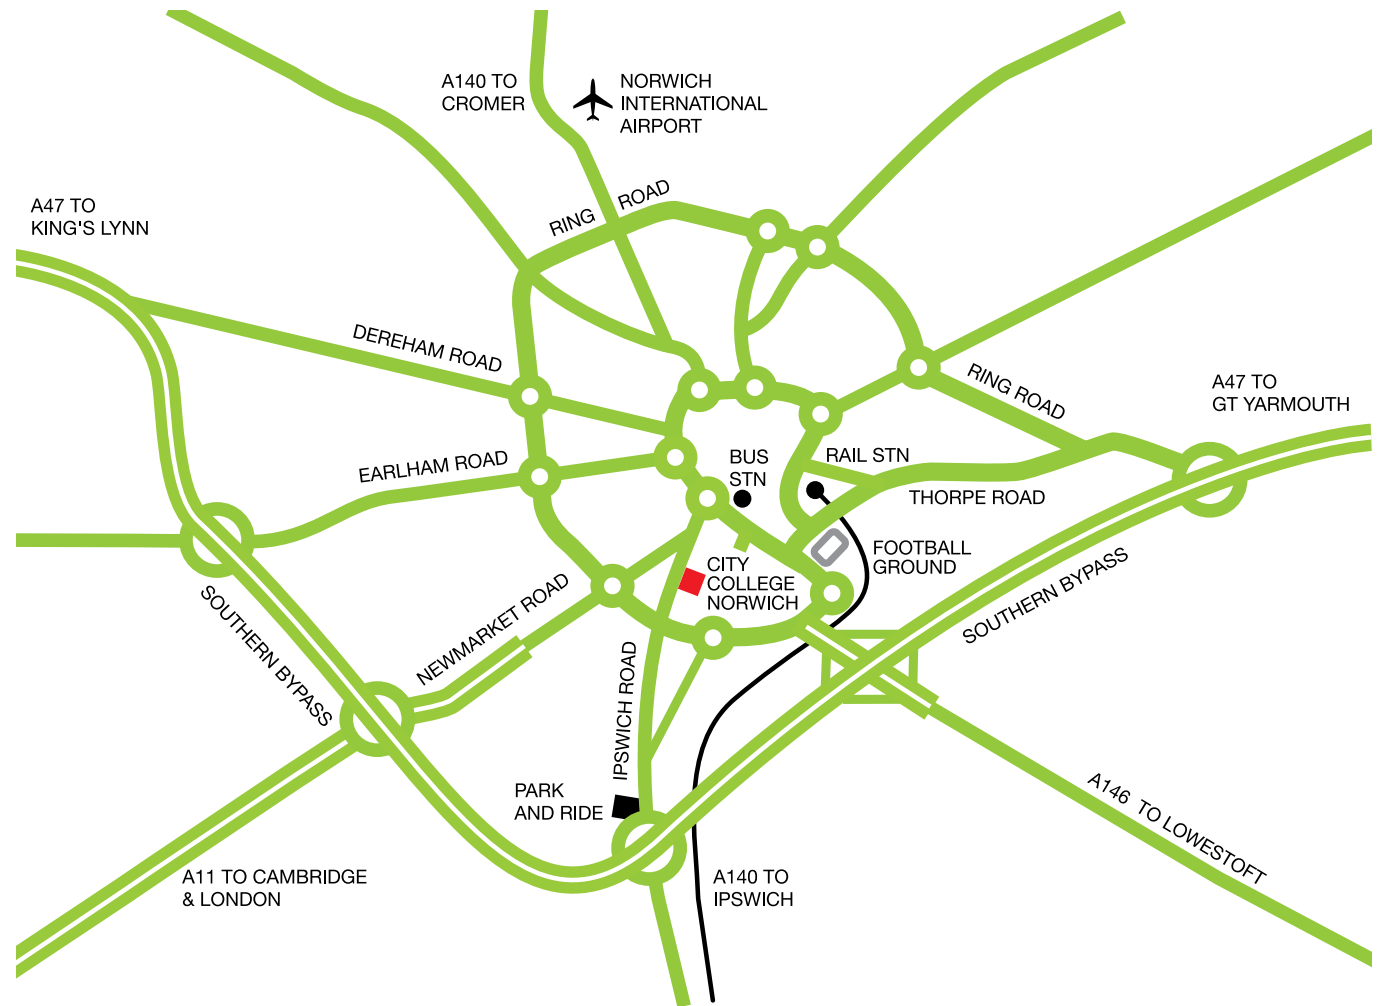 A140 TO
CROMER
NORWICH
INTERNATIONAL
AIRPORT
A47 TO
KING'S LYNN
RING ROAD
DEREHAM ROAD
RING ROAD
A47 TO
GT YARMOUTH
EARLHAM ROAD
BUS
STN
RAIL STN
THORPE ROAD
FOOTBALL
GROUND
CITY
COLLEGE
NORWICH
SOUTHERN BYPASS
NEWMARKET ROAD
SOUTHERN BYPASS
IPSWICH ROAD
PARK
AND RIDE
A146 TO LOWESTOFT
A11 TO CAMBRIDGE
& LONDON
A140 TO
IPSWICH